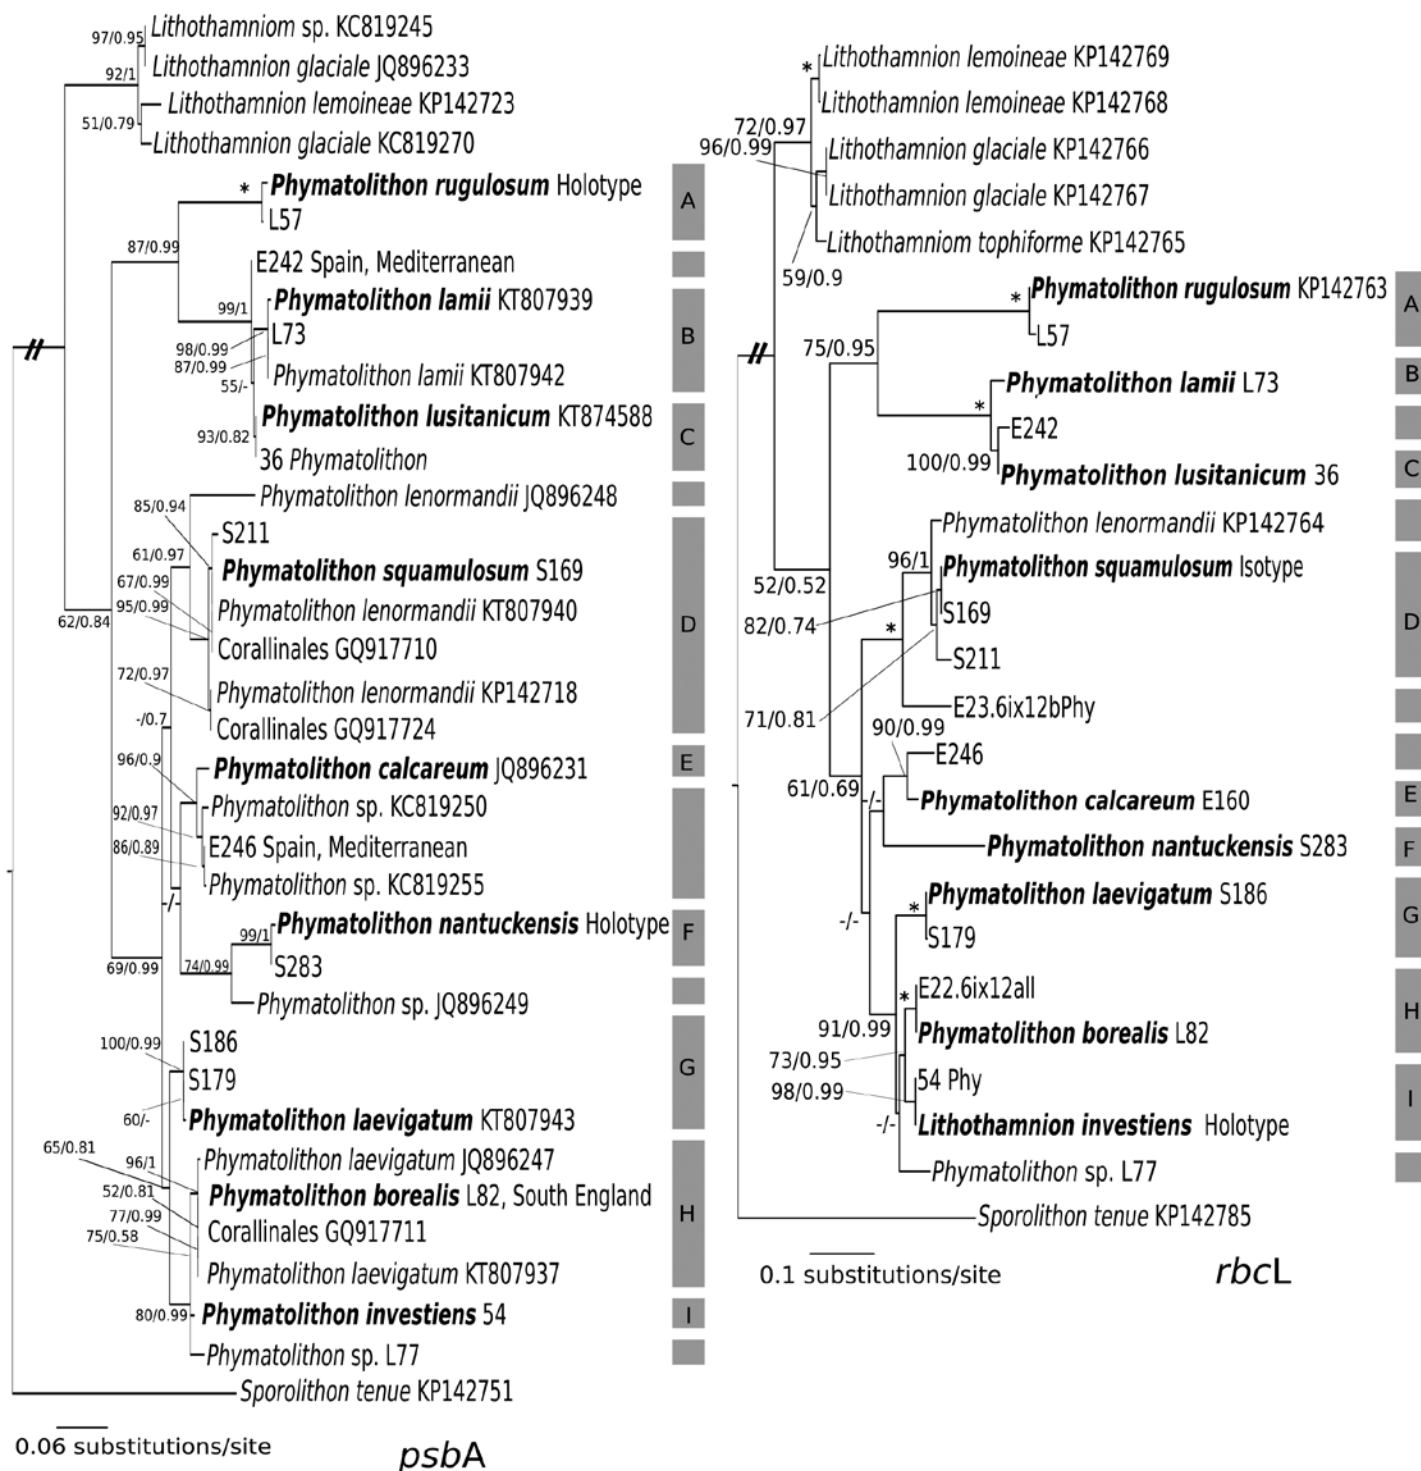 Lithothamniom sp. KC819245
97/0.95
Lithothamnion glaciale JQ896233
92/1
Lithothamnion lemoineae KP142723
51/0.79
Lithothamnion glaciale KC819270
*
Phymatolithon rugulosum Holotype
A
L57
87/0.99
E242 Spain, Mediterranean
99/1
Phymatolithon lamii KT807939
L73
B
98/0.99
87/0.99
Phymatolithon lamii KT807942
55/-
Phymatolithon lusitanicum KT874588
93/0.82
C
36 Phymatolithon
Phymatolithon lenormandii JQ896248
85/0.94
S211
61/0.97
Phymatolithon squamulosum S169
67/0.99
95/0.99
Phymatolithon lenormandii KT807940
62/0.84
D
Corallinales GQ917710
72/0.97
Phymatolithon lenormandii KP142718
-/0.7
Corallinales GQ917724
96/0.9
Phymatolithon calcareum JQ896231
E
92/0.97
Phymatolithon sp. KC819250
86/0.89
E246 Spain, Mediterranean
Phymatolithon sp. KC819255
-/-
Phymatolithon nantuckensis Holotype
99/1
F
69/0.99
74/0.99
S283
Phymatolithon sp. JQ896249
100/0.99
S186
S179
G
60/-
Phymatolithon laevigatum KT807943
65/0.81
96/1
Phymatolithon laevigatum JQ896247
52/0.81
Phymatolithon borealis L82, South England
77/0.99
75/0.58
Corallinales GQ917711
H
Phymatolithon laevigatum KT807937
80/0.99
Phymatolithon investiens 54
I
Phymatolithon sp. L77
Sporolithon tenue KP142751
0.06 substitutions/site
psbA
*
Lithothamnion lemoineae KP142769
Lithothamnion lemoineae KP142768
72/0.97
96/0.99
Lithothamnion glaciale KP142766
Lithothamnion glaciale KP142767
Lithothamniom tophiforme KP142765
59/0.9
*
Phymatolithon rugulosum KP142763
A
L57
75/0.95
*
Phymatolithon lamii L73
B
E242
100/0.99
Phymatolithon lusitanicum 36
C
Phymatolithon lenormandii KP142764
96/1
52/0.52
Phymatolithon squamulosum Isotype
82/0.74
*
S169
D
S211
71/0.81
E23.6ix12bPhy
90/0.99
E246
61/0.69
-/-
Phymatolithon calcareum E160
E
Phymatolithon nantuckensis S283
F
*
Phymatolithon laevigatum S186
-/-
G
S179
*
E22.6ix12all
H
91/0.99
Phymatolithon borealis L82
73/0.95
98/0.99
54 Phy
I
-/-
Lithothamnion investiens Holotype
Phymatolithon sp. L77
Sporolithon tenue KP142785
0.1 substitutions/site
rbcL